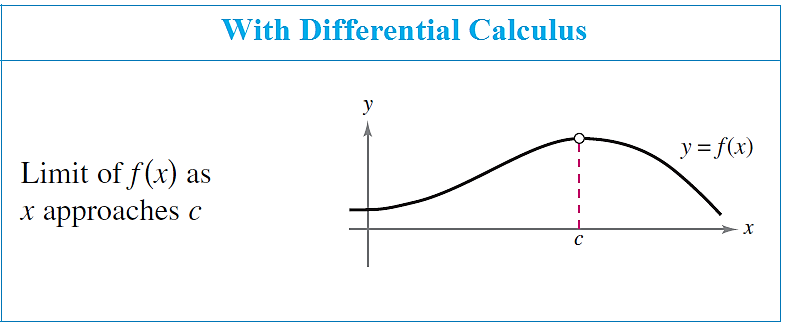 With Differential Calculus
Limit of f(x) as
x approaches c
y
y = f(x)
x
c